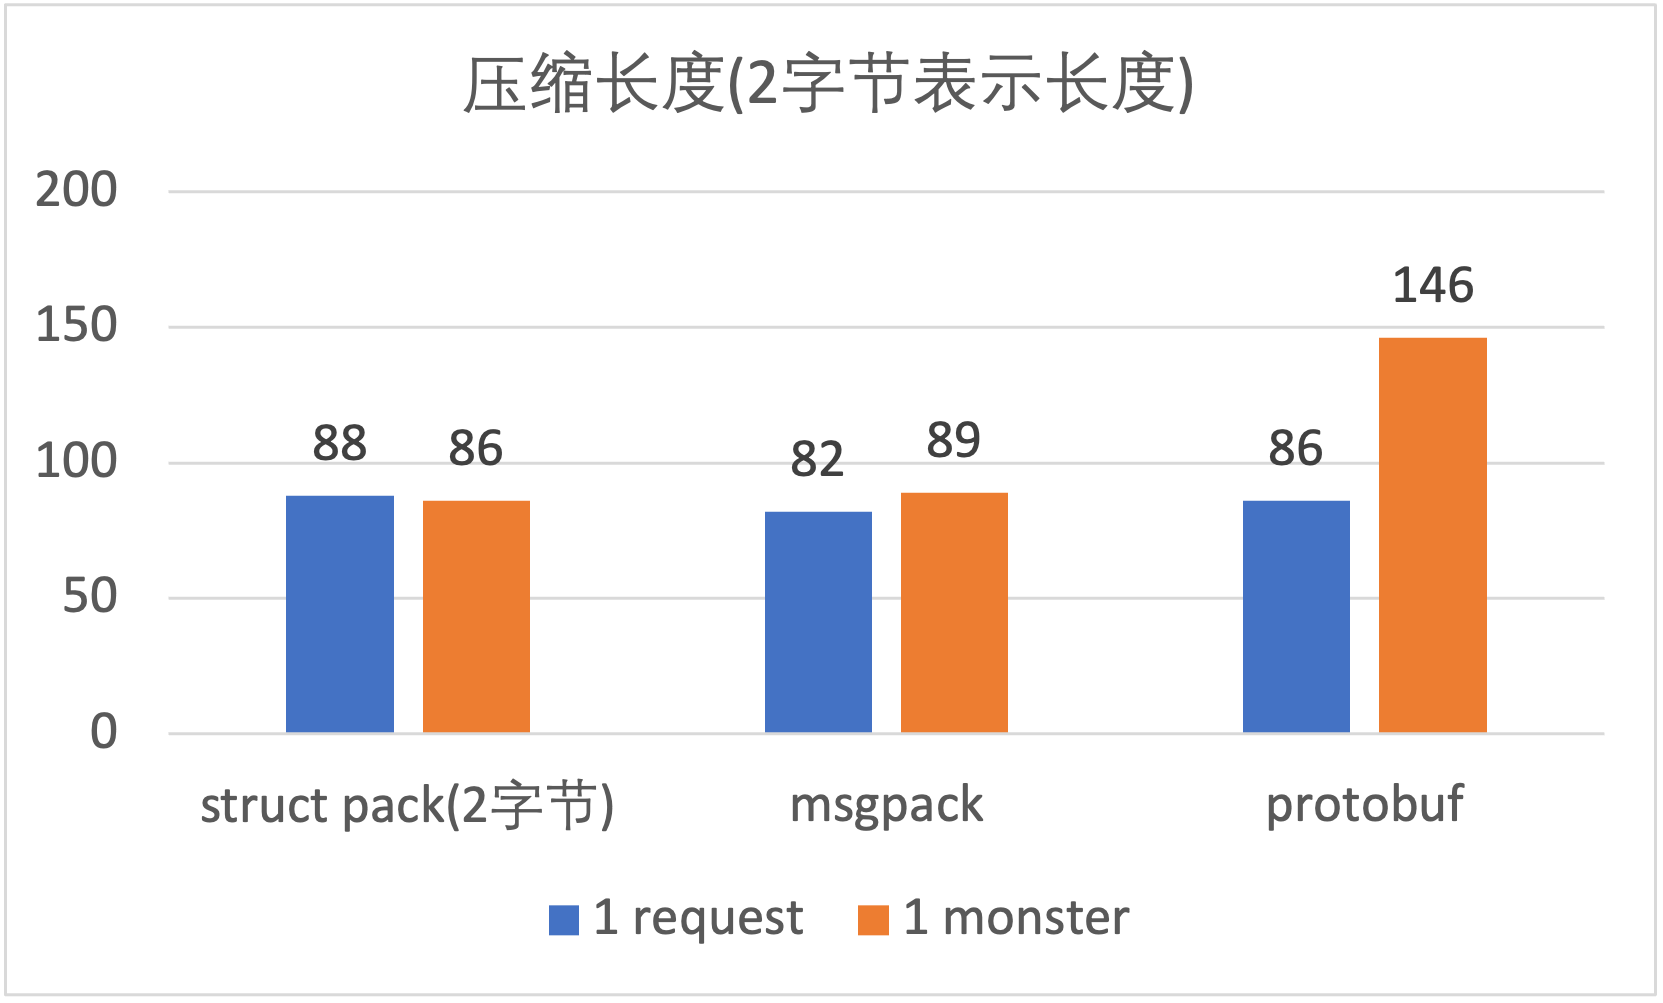 压缩长度(2字节表示长度)
200
150
100
50
0
88
86
82
89
86
146
struct pack(2字节)
msgpack
protobuf
1 request
1 monster